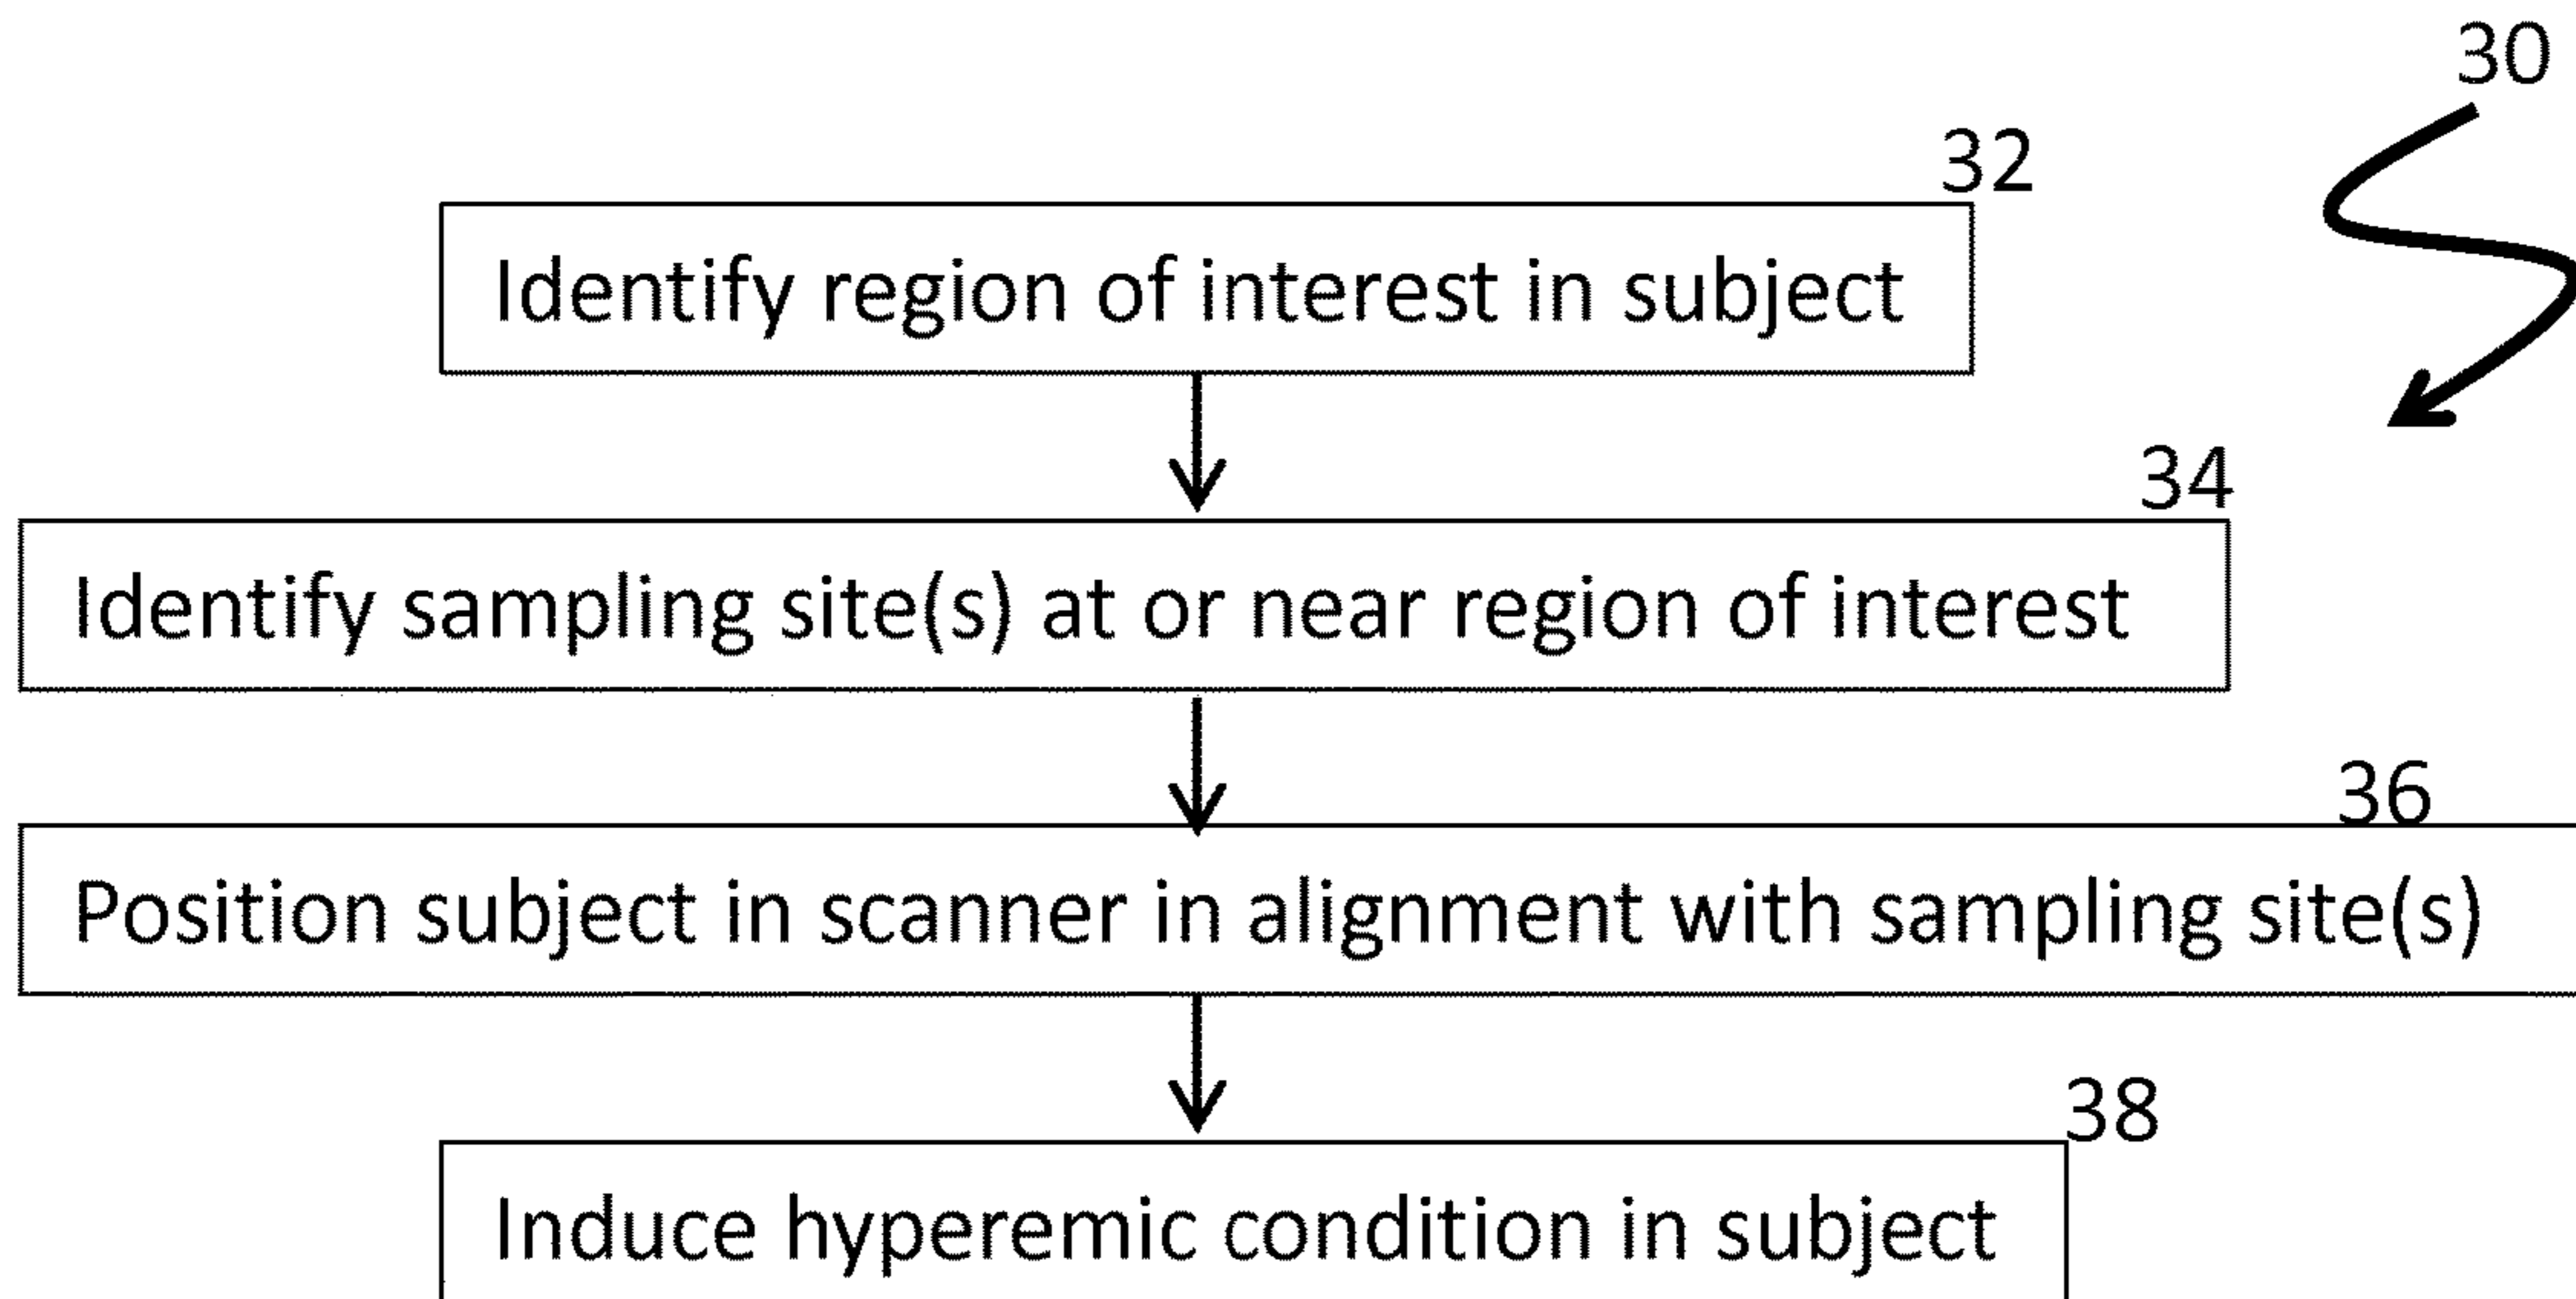 30
32
Identify region of interest in subject
34
Identify sampling site(s) at or near region of interest
36
Position subject in scanner in alignment with sampling site(s)
38
Induce hyperemic condition in subject